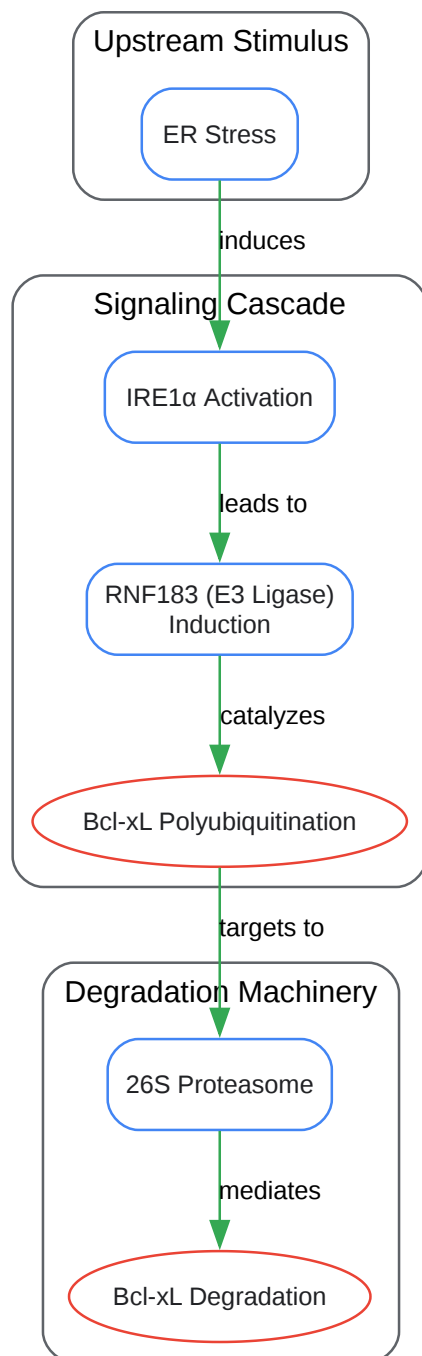 Upstream Stimulus
ER Stress
induces
Signaling Cascade
IRE1α Activation
leads to
RNF183 (E3 Ligase)
Induction
catalyzes
Bcl-xL Polyubiquitination
targets to
Degradation Machinery
26S Proteasome
mediates
Bcl-xL Degradation